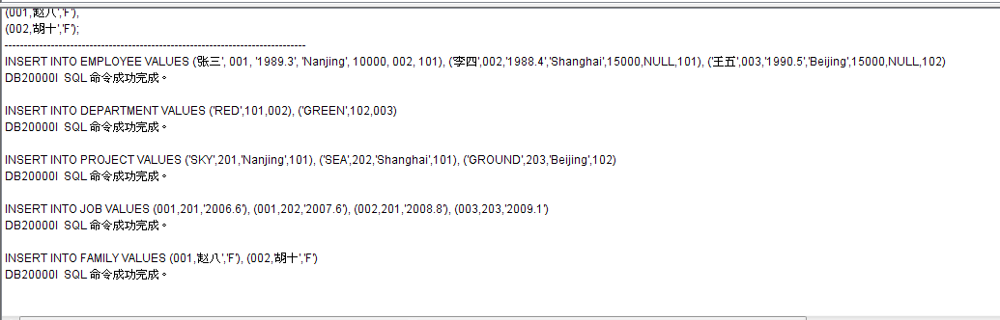 (001,'赵八','F'),
(002,'胡十','F');
------------------------------------------------------------------------------
INSERT INTO EMPLOYEE VALUES ('张三', 001, '1989.3', 'Nanjing', 10000, 002, 101), ('李四',002,'1988.4','Shanghai',15000,NULL,101), ('王五',003,'1990.5','Beijing',15000,NULL,102)
DB20000I  SQL 命令成功完成。
INSERT INTO DEPARTMENT VALUES ('RED',101,002), ('GREEN',102,003)
DB20000I  SQL 命令成功完成。
INSERT INTO PROJECT VALUES ('SKY',201,'Nanjing',101), ('SEA',202,'Shanghai',101), ('GROUND',203,'Beijing',102)
DB20000I  SQL 命令成功完成。
INSERT INTO JOB VALUES (001,201,'2006.6'), (001,202,'2007.6'), (002,201,'2008.8'), (003,203,'2009.1')
DB20000I  SQL 命令成功完成。
INSERT INTO FAMILY VALUES (001,'赵八','F'), (002,'胡十','F')
DB20000I  SQL 命令成功完成。